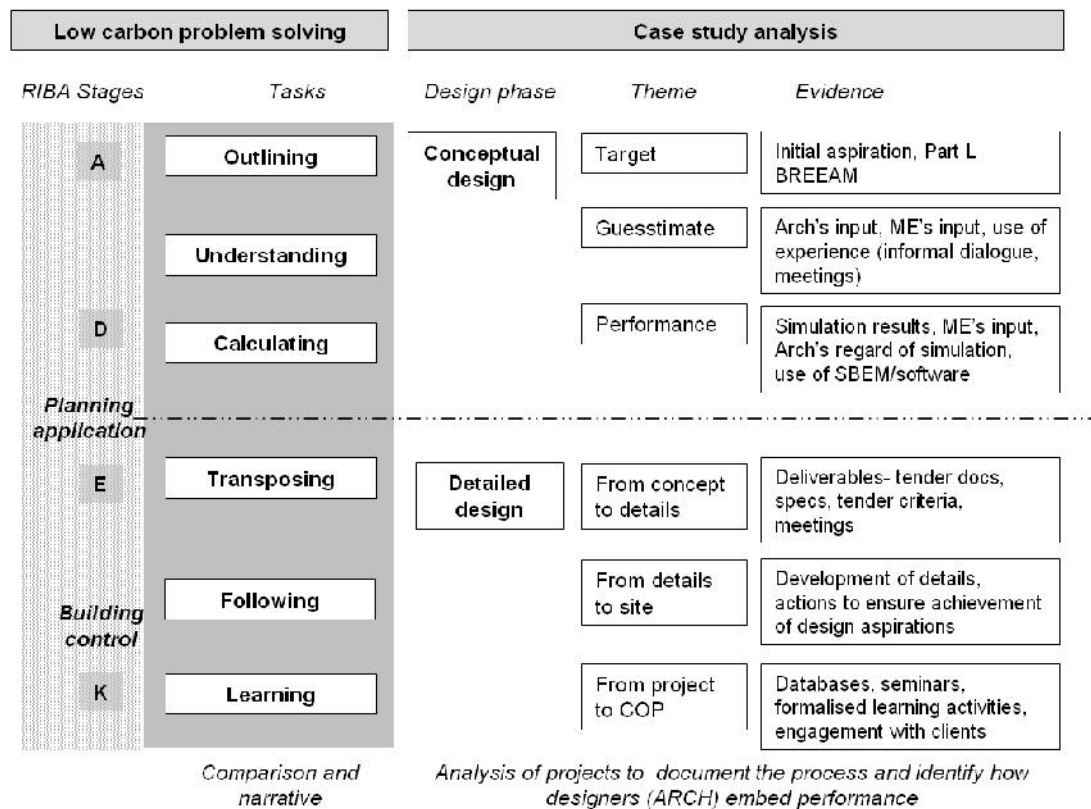 Low carbon problem solving
Case study analysis
RIBA Stages
Tasks
Design phase
Theme
Evidence
A
Outlining
Conceptual
design
Target
Initial aspiration, Part L
BREEAM
Understanding
Guesstimate
Arch's input, ME's input, use of
experience (informal dialogue,
meetings)
D
Calculating
Performance
Simulation results, ME's input,
Arch's regard of simulation,
use of SBEM/software
Planning
application
E
Transposing
Detailed
design
From concept
to details
Deliverables- tender docs,
specs, tender criteria,
meetings
Building
control
Following
From details
to site
Development of details,
actions to ensure achievement
of design aspirations
K
Learning
From project
to COP
Databases, seminars,
formalised learning activities,
engagement with clients
Comparison and
narrative
Analysis of projects to document the process and identify how
designers (ARCH) embed performance